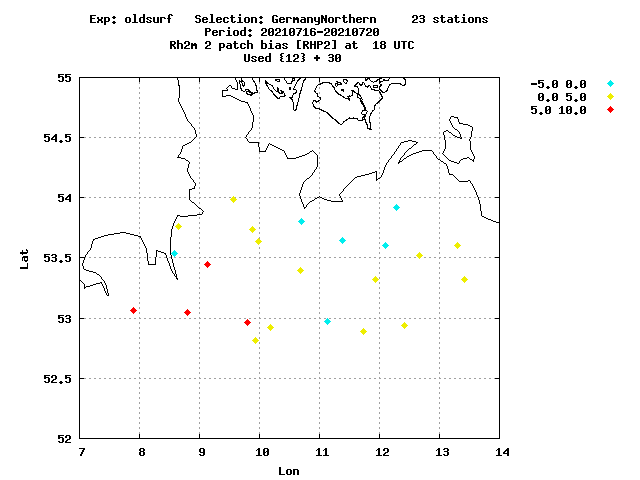 Exp: oldsurf   Selection: GermanyNorthern     23 stations
Period: 20210716-20210720
Rh2m 2 patch bias [RHP2] at  18 UTC
Used {12} + 30
55
54.5
54
53.5
53
52.5
52
7 8 9 10 11 12 13 14
Lat
Lon
-5.0 0.0
0.0 5.0
5.0 10.0